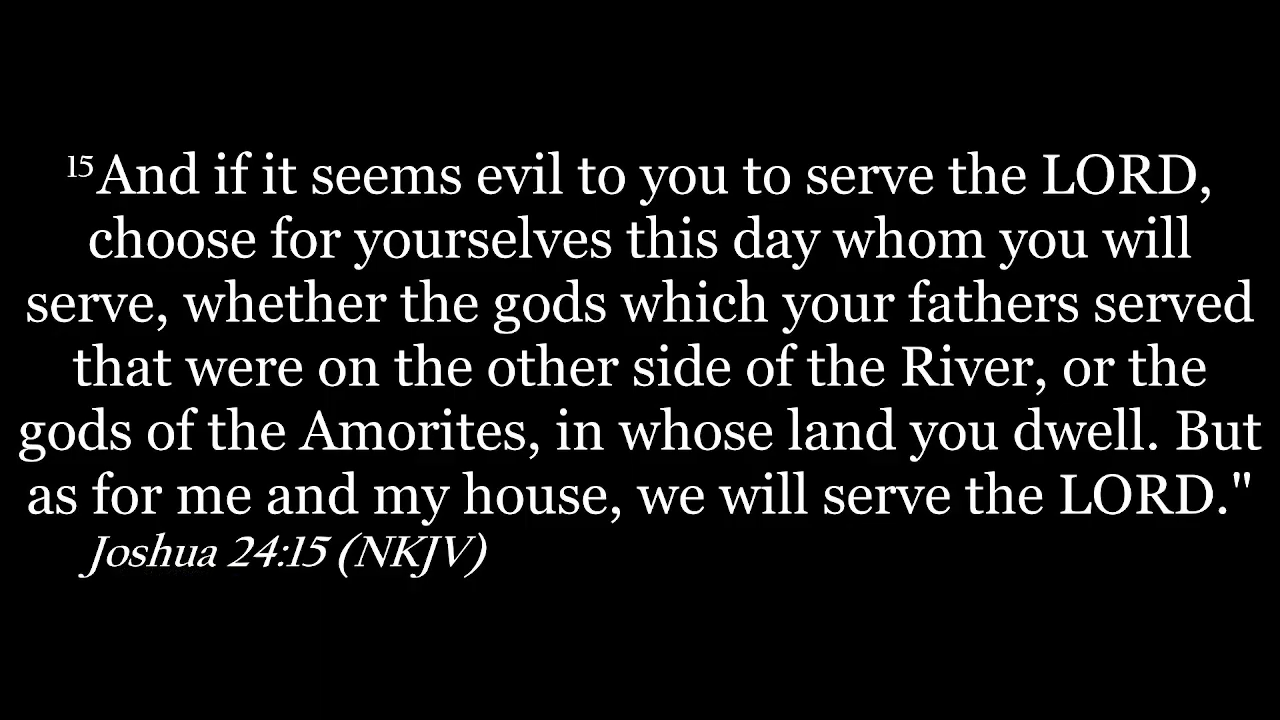 15 And if it seems evil to you to serve the LORD,
choose for yourselves this day whom you will
serve, whether the gods which your fathers served
that were on the other side of the River, or the
gods of the Amorites, in whose land you dwell. But
as for me and my house, we will serve the LORD."
Joshua 24:15 (NKJV)